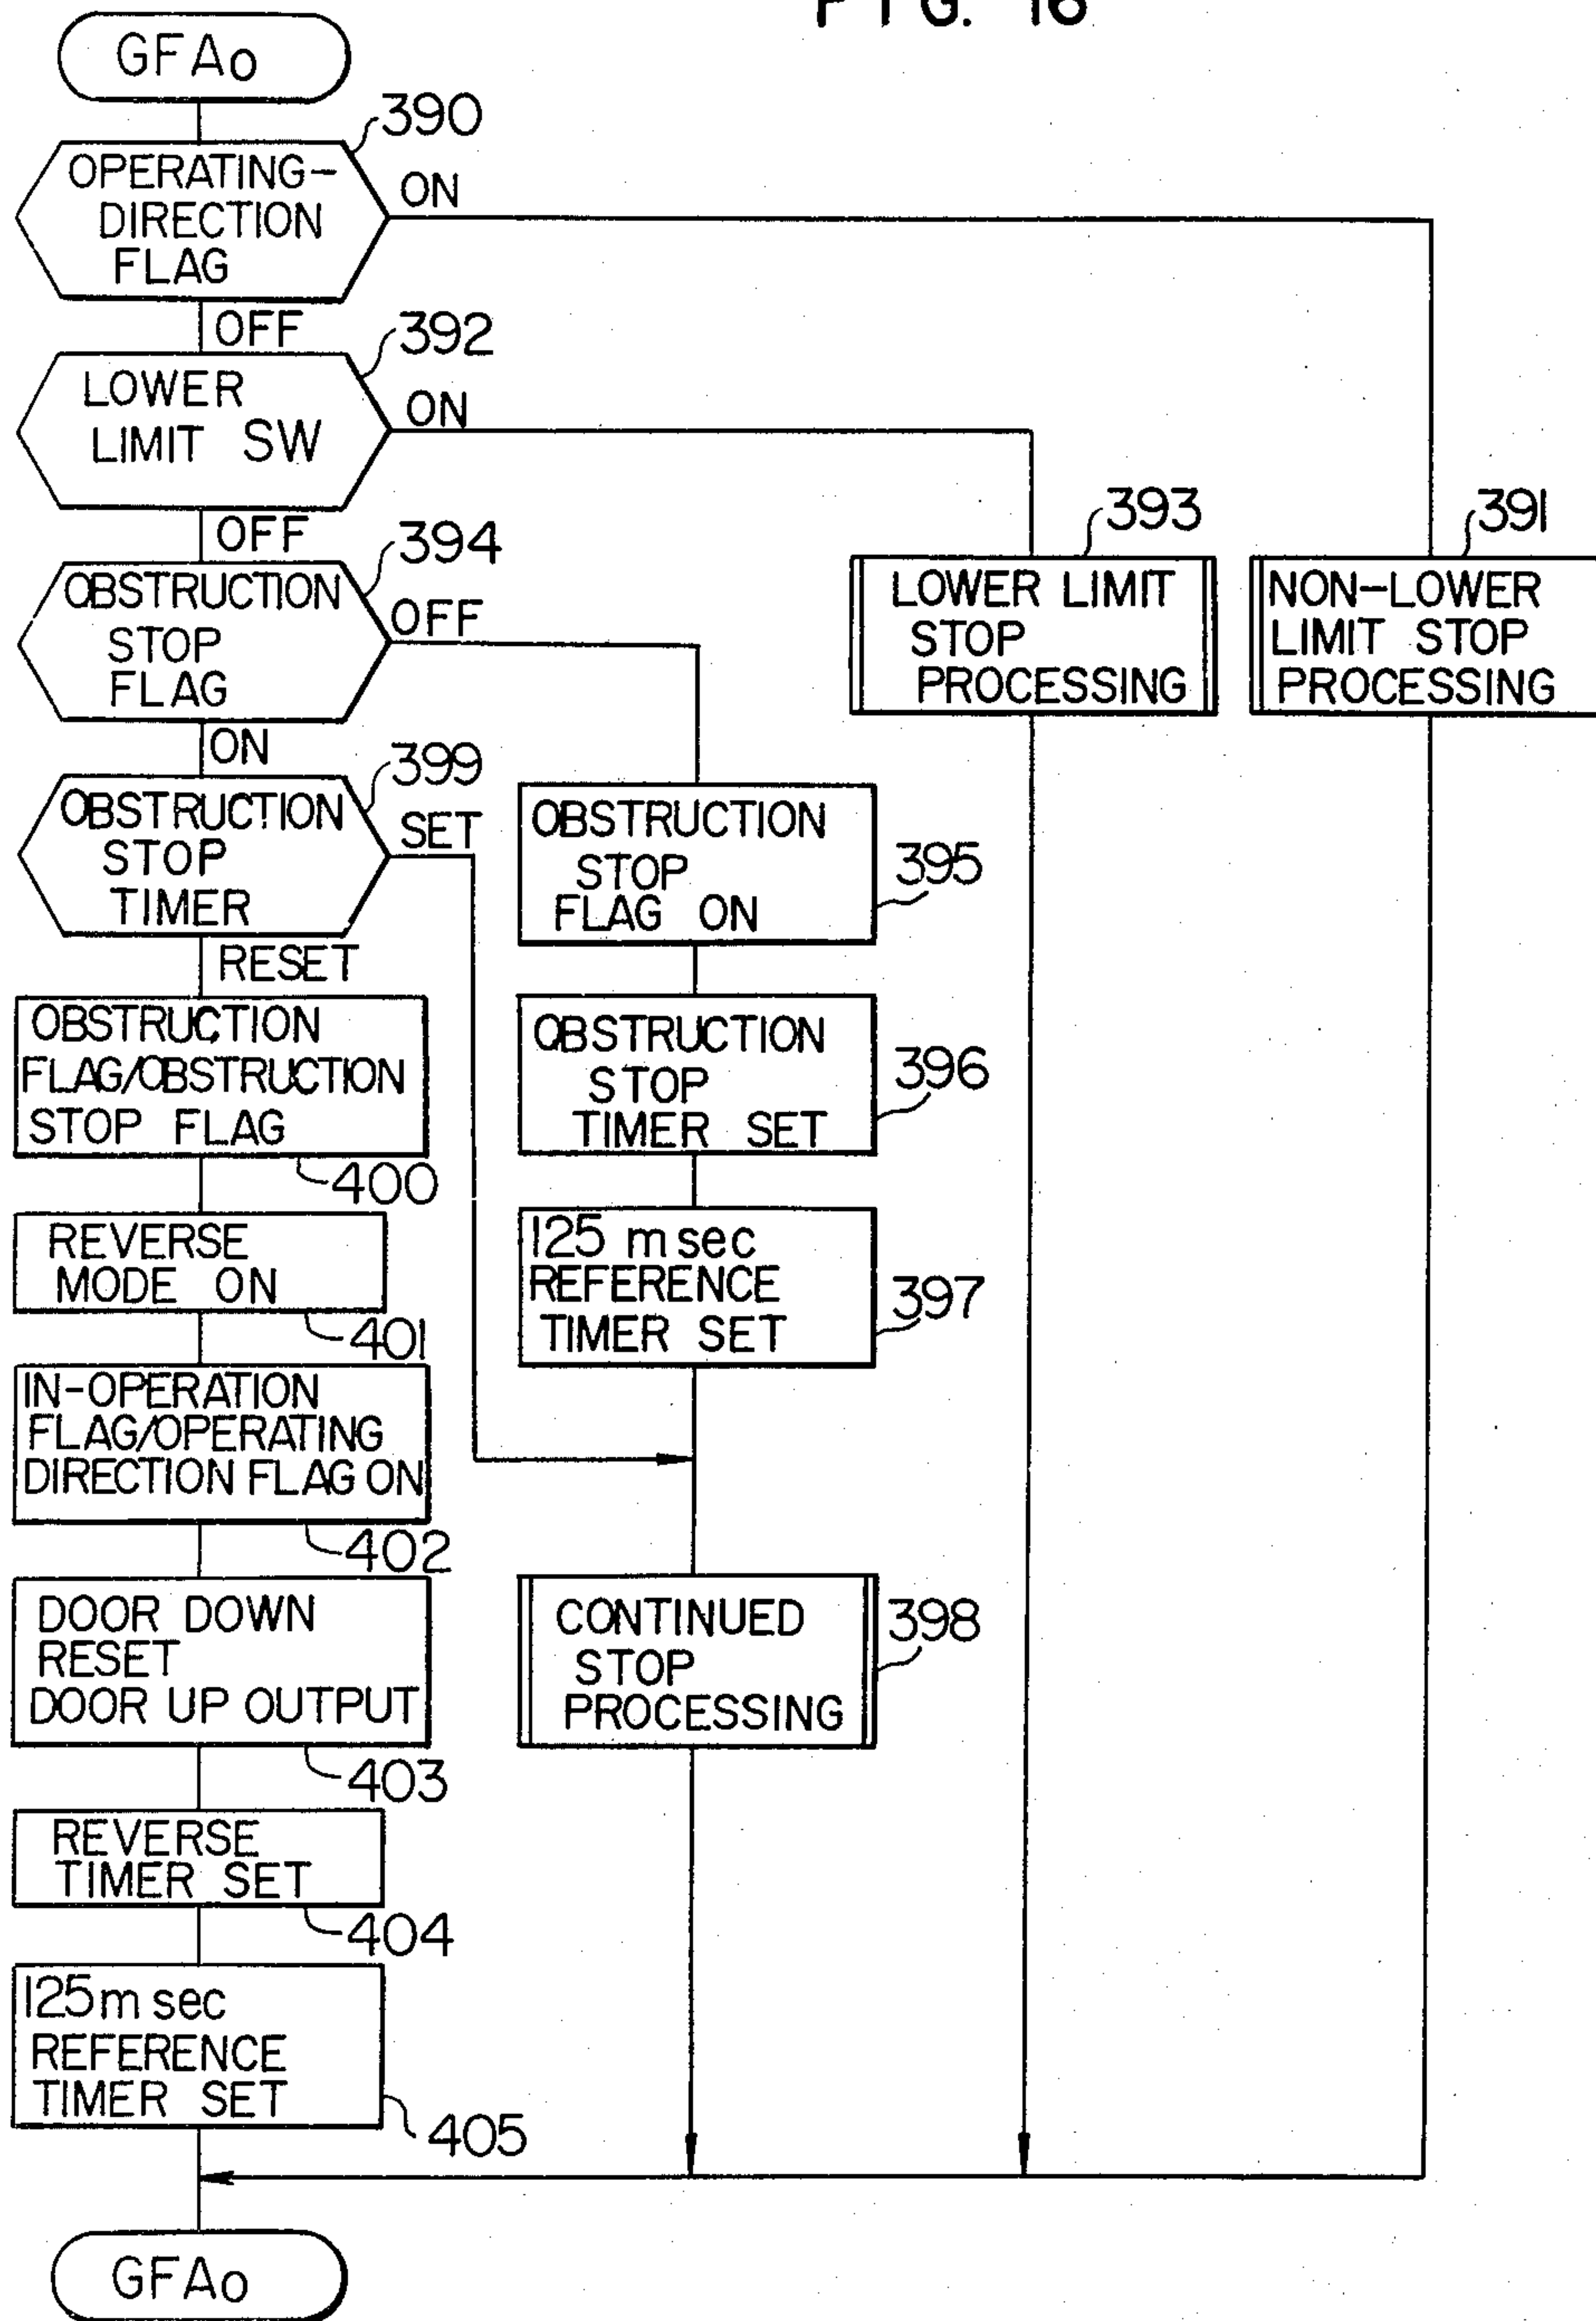 FIG. 16
GFAo
390
OPERATING-
DIRECTION
FLAG
ON
OFF
392
LOWER
LIMIT SW
ON
OFF
394
OBSTRUCTION
STOP
FLAG
OFF
ON
393
LOWER LIMIT
STOP
PROCESSING
391
NON-LOWER
LIMIT STOP
PROCESSING
399
OBSTRUCTION
STOP
TIMER
SET
RESET
OBSTRUCTION
STOP
FLAG ON
395
OBSTRUCTION
FLAG/OBSTRUCTION
STOP FLAG
400
OBSTRUCTION
STOP
TIMER SET
396
REVERSE
MODE ON
401
125 msec
REFERENCE
TIMER SET
397
IN-OPERATION
FLAG/OPERATING
DIRECTION FLAG ON
402
DOOR DOWN
RESET
DOOR UP OUTPUT
403
CONTINUED
STOP
PROCESSING
398
REVERSE
TIMER SET
404
125 msec
REFERENCE
TIMER SET
405
GFAo